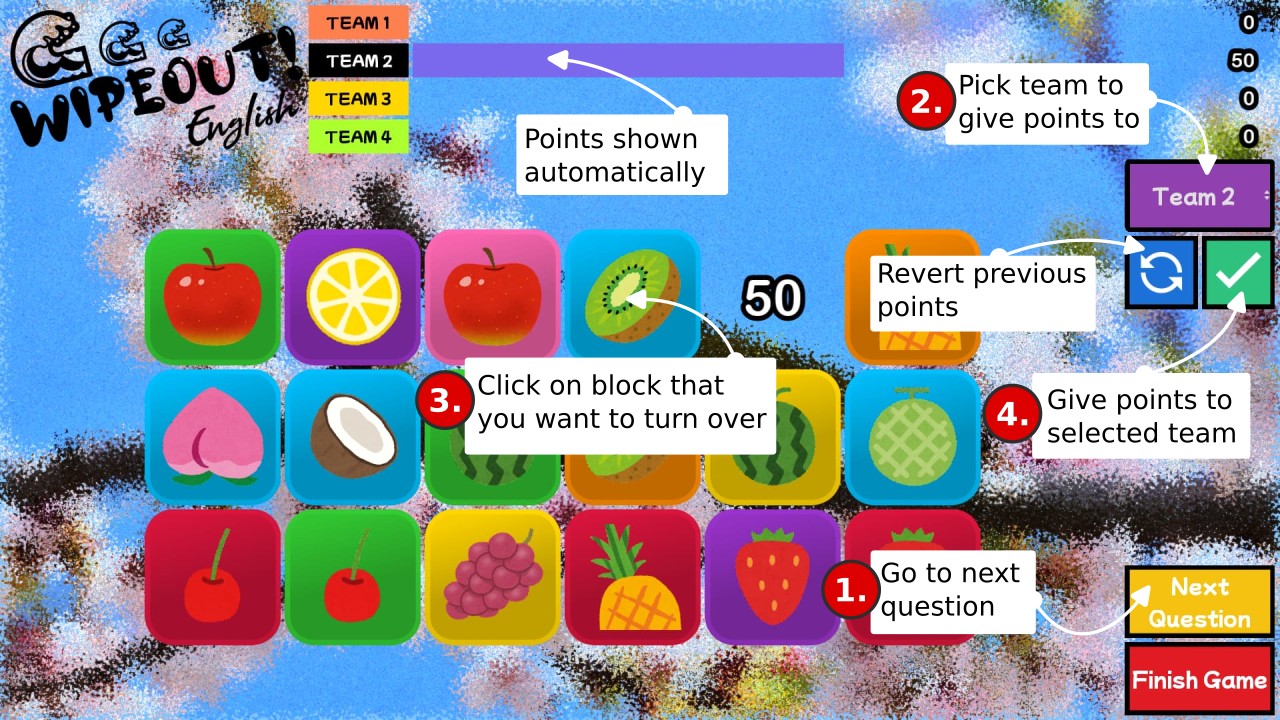 WIPEOUT!
English
TEAM 1
TEAM 2
TEAM 3
TEAM 4
0
50
0
0
Points shown
automatically
2.
Pick team to
give points to
Team 2
Revert previous
points
50
3.
Click on block that
you want to turn over
4.
Give points to
selected team
1.
Go to next
question
Next
Question
Finish Game